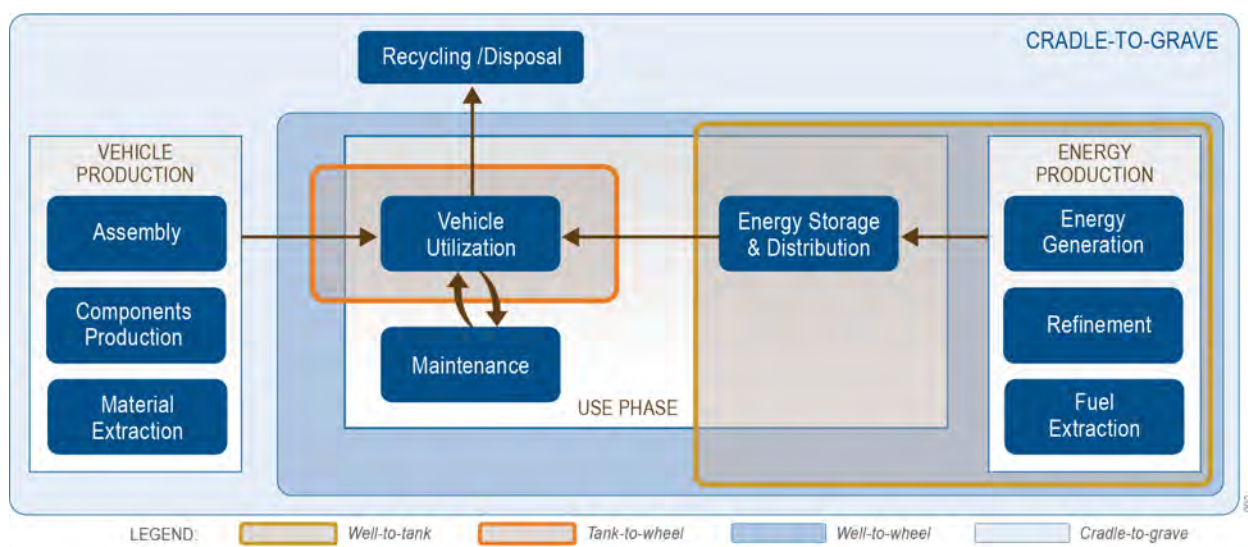 CRADLE-TO-GRAVE
Recycling /Disposal
VEHICLE
PRODUCTION
Assembly
Components
Production
Material
Extraction
Vehicle
Utilization
Maintenance
USE PHASE
Energy Storage
& Distribution
ENERGY
PRODUCTION
Energy
Generation
Refinement
Fuel
Extraction
LEGEND:
Well-to-tank
Tank-to-wheel
Well-to-wheel
Cradle-to-grave